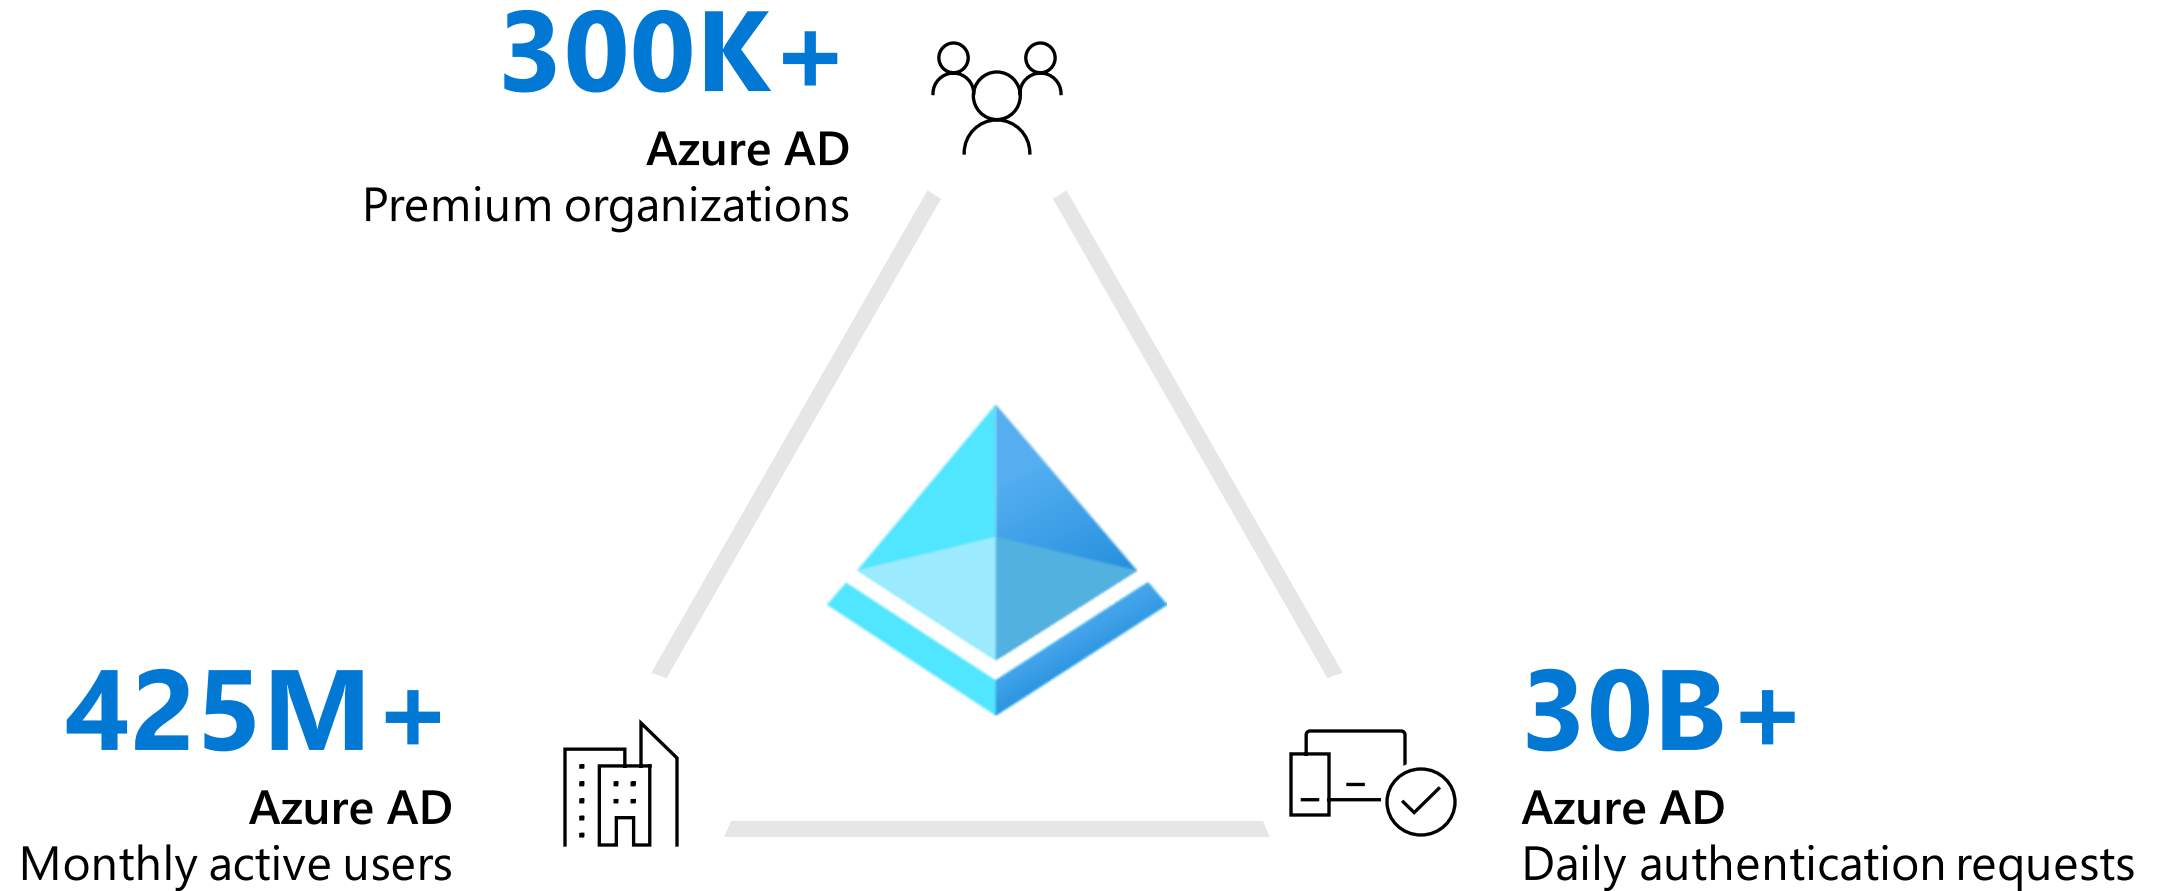 300K+
Azure AD
Premium organizations
425M+
Azure AD
Monthly active users
30B+
Azure AD
Daily authentication requests